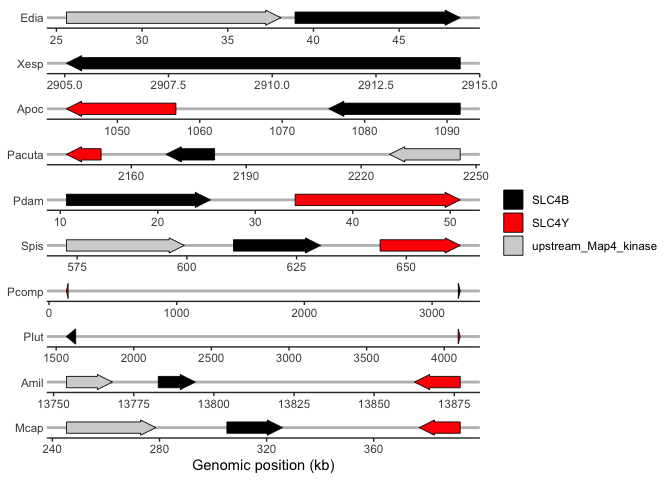 Edia
25 30 35 40 45
Xesp
2905.0 2907.5 2910.0 2912.5 2915.0
Apoc
1050 1060 1070 1080 1090
Pacuta
2160 2190 2220 2250
Pdam
10 20 30 40 50
SLC4B
SLC4Y
upstream_Map4_kinase
Spis
575 600 625 650
Pcomp
0 1000 2000 3000
Plut
1500 2000 2500 3000 3500 4000
Amil
13750 13775 13800 13825 13850 13875
Mcap
240 280 320 360
Genomic position (kb)